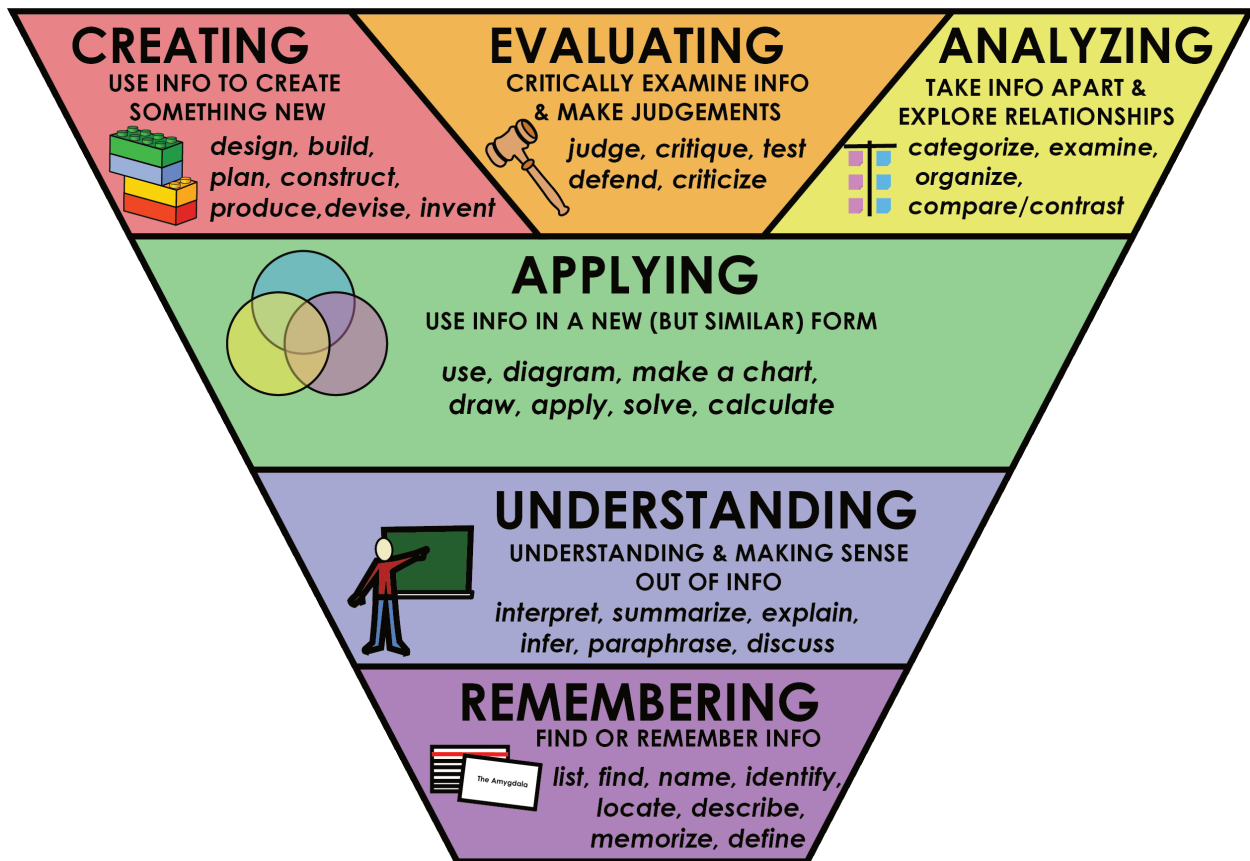 CREATING
USE INFO TO CREATE
SOMETHING NEW
design, build,
plan, construct,
produce,devise, invent
EVALUATING
CRITICALLY EXAMINE INFO
& MAKE JUDGEMENTS
judge, critique, test
defend, criticize
ANALYZING
TAKE INFO APART &
EXPLORE RELATIONSHIPS
categorize, examine,
organize,
compare/contrast
APPLYING
USE INFO IN A NEW (BUT SIMILAR) FORM
use, diagram, make a chart,
draw, apply, solve, calculate
UNDERSTANDING
UNDERSTANDING & MAKING SENSE
OUT OF INFO
interpret, summarize, explain,
infer, paraphrase, discuss
REMEMBERING
FIND OR REMEMBER INFO
The Amygdala
list, find, name, identify,
locate, describe,
memorize, define